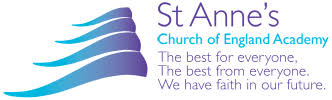 St Anne's
Church of England Academy
The best for everyone,
The best from everyone.
We have faith in our future.